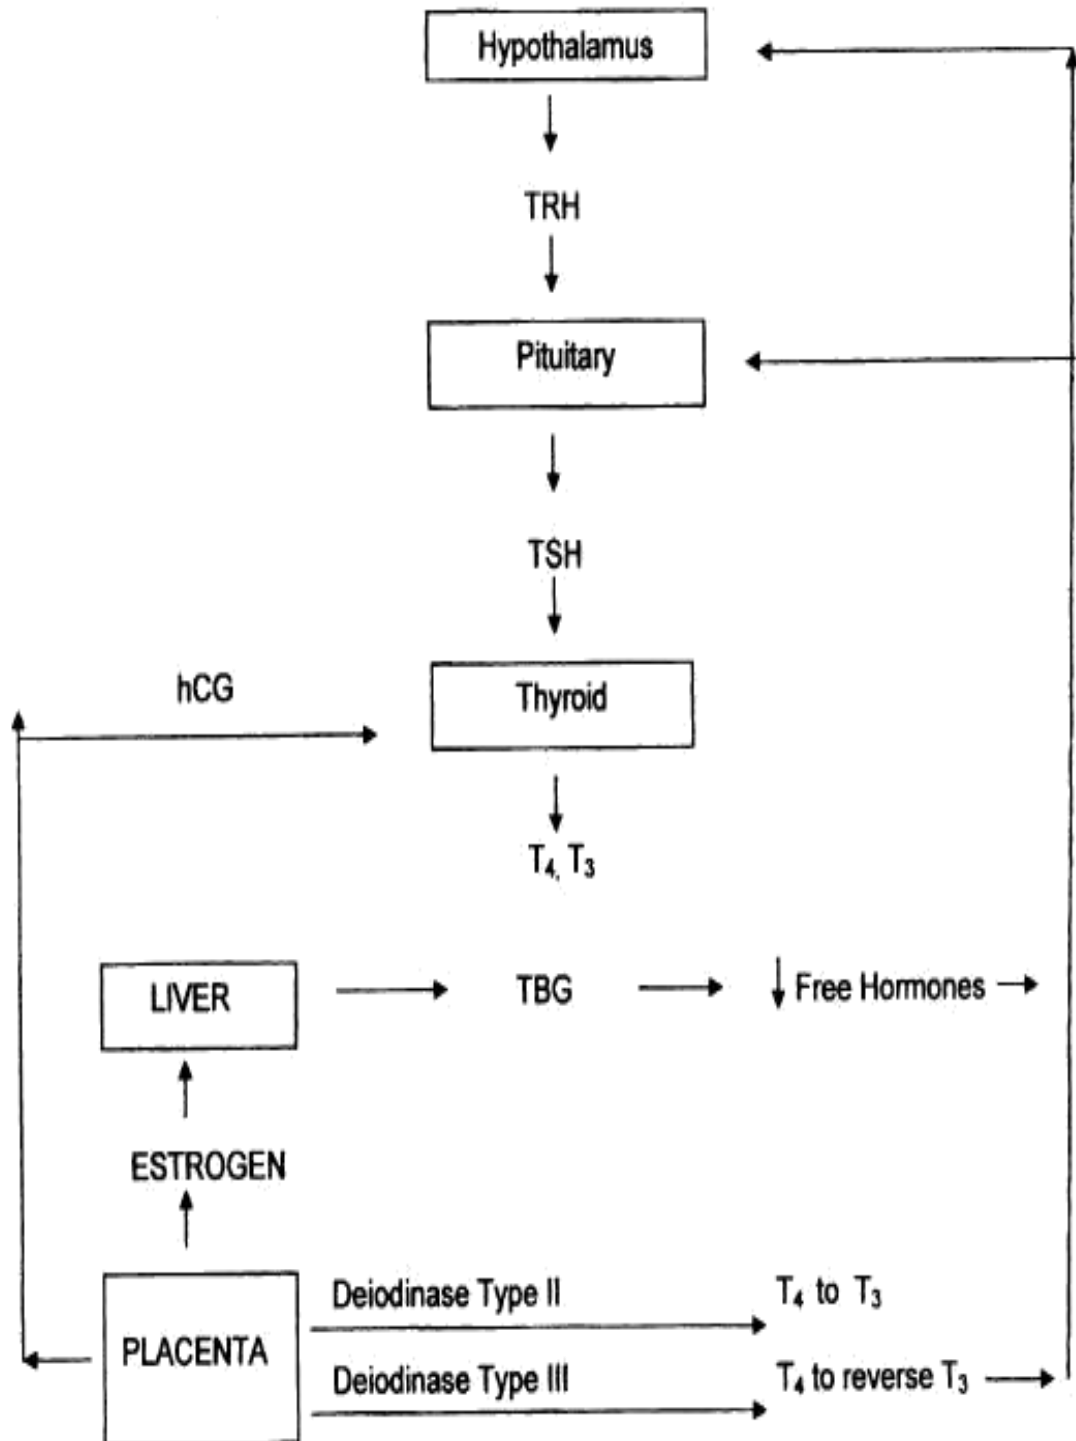 Hypothalamus
TRH
Pituitary
TSH
hCG
Thyroid
T₄, T₃
LIVER
TBG
↓ Free Hormones
ESTROGEN
PLACENTA
Deiodinase Type II
T₄ to T₃
Deiodinase Type III
T₄ to reverse T₃